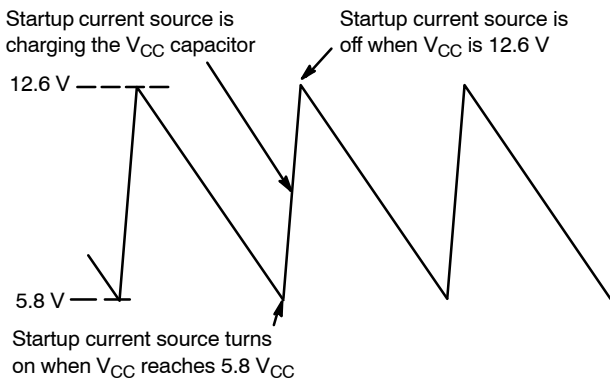 Startup current source is
charging the VCC capacitor
Startup current source is
off when VCC is 12.6 V
12.6 V
5.8 V
Startup current source turns
on when VCC reaches 5.8 VCC